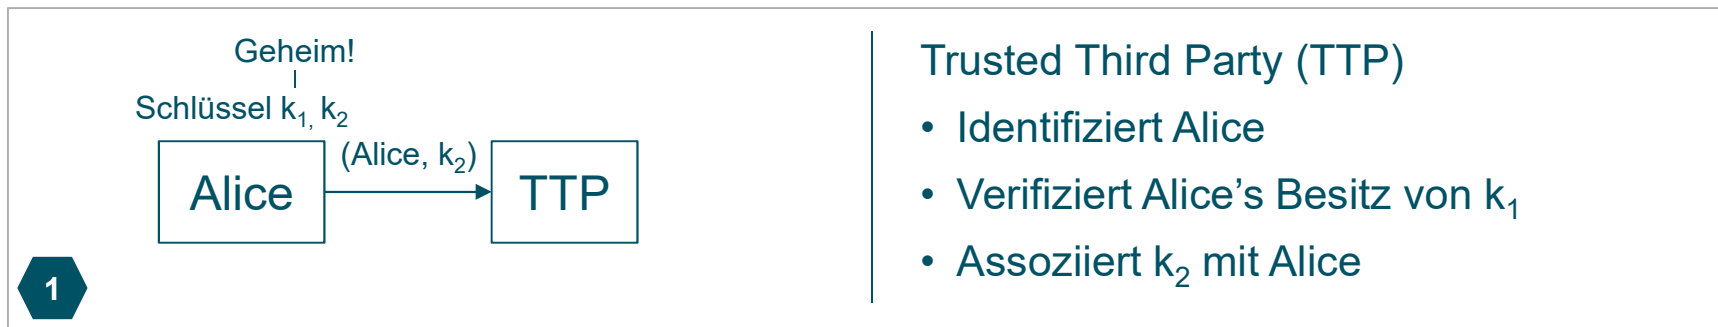 Geheim!
Schlüssel k1, k2
(Alice, k2)
Alice
TTP
1
Trusted Third Party (TTP)
• Identifiziert Alice
• Verifiziert Alice’s Besitz von k1
• Assoziiert k2 mit Alice